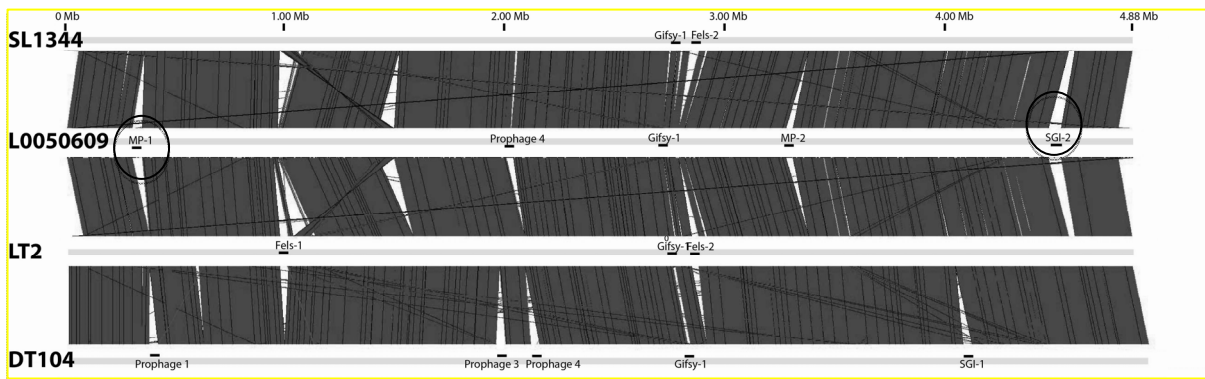 0 Mb 1.00 Mb 2.00 Mb 3.00 Mb 4.00 Mb 4.88 Mb
SL1344 Gifsy-1 Fels-2
L0050609 MP-1 Prophage 4 Gifsy-1 MP-2 SGI-2
LT2 Fels-1 Gifsy-1 Fels-2
DT104 Prophage 1 Prophage 3 Prophage 4 Gifsy-1 SGI-1